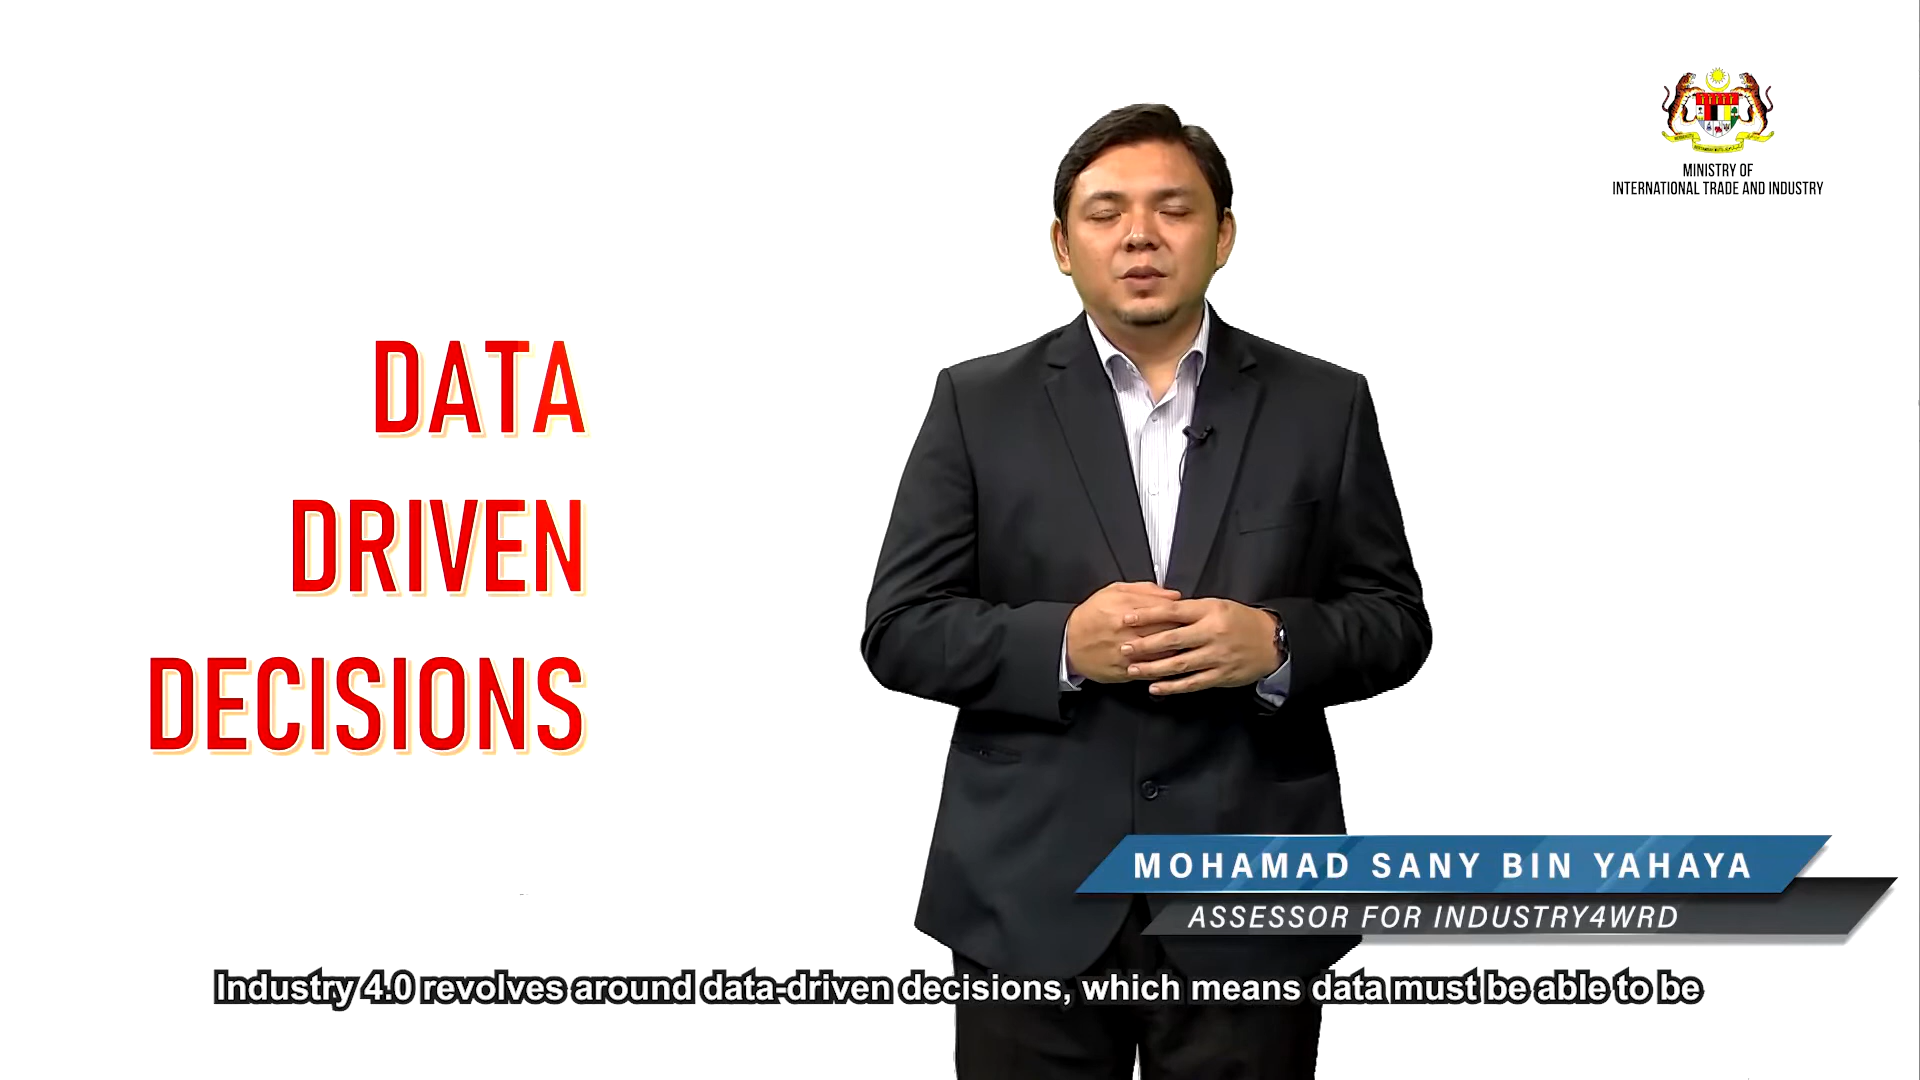 MINISTRY OF
INTERNATIONAL TRADE AND INDUSTRY
DATA
DRIVEN
DECISIONS
MOHAMAD SANY BIN YAHAYA
ASSESSOR FOR INDUSTRY4WRD
Industry 4.0 revolves around data-driven decisions, which means data must be able to be